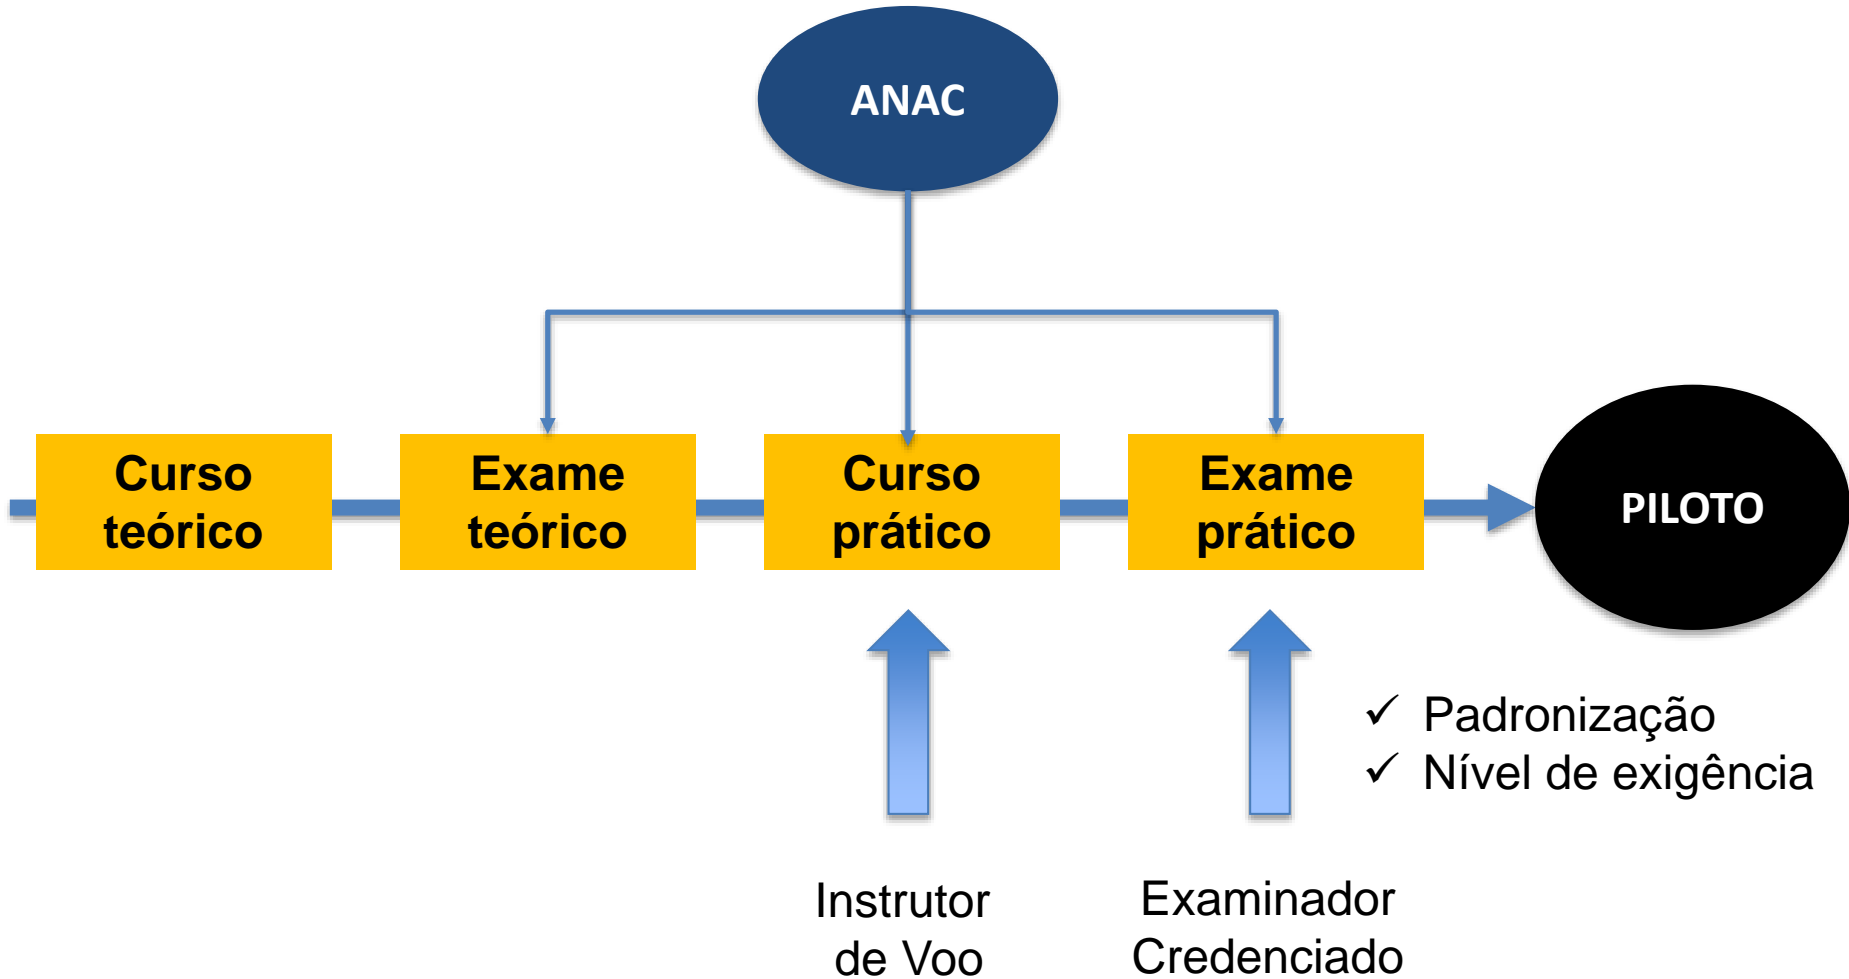 ANAC
Curso
teórico
Exame
teórico
Curso
prático
Exame
prático
PILOTO
✓ Padronização
✓ Nível de exigência
Instrutor
de Voo
Examinador
Credenciado